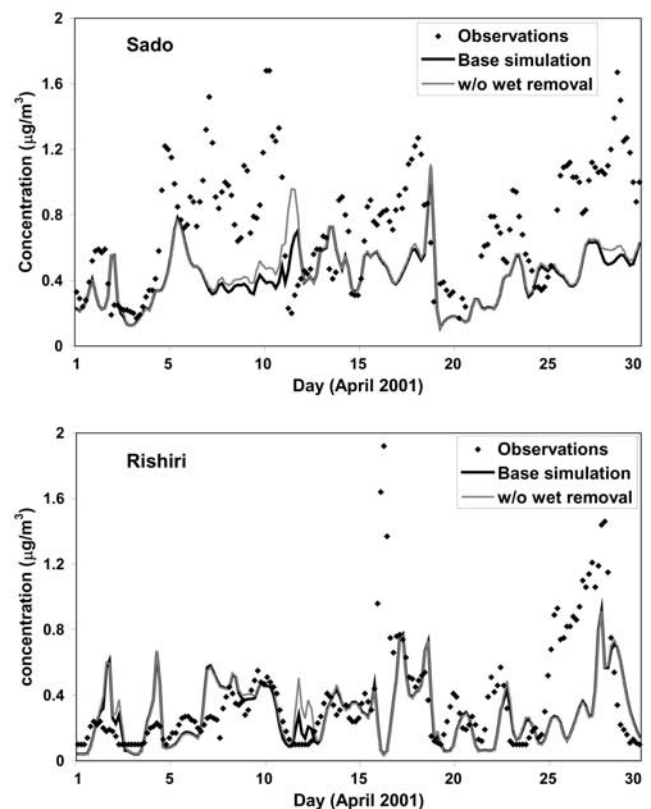 Sado
Observations
Base simulation
w/o wet removal
2
1.6
1.2
0.8
0.4
0
Concentration (µg/m³)
1 5 10 15 20 25 30
Day (April 2001)
Rishiri
Observations
Base simulation
w/o wet removal
2
1.6
1.2
0.8
0.4
0
concentration (µg/m³)
1 5 10 15 20 25 30
Day (April 2001)